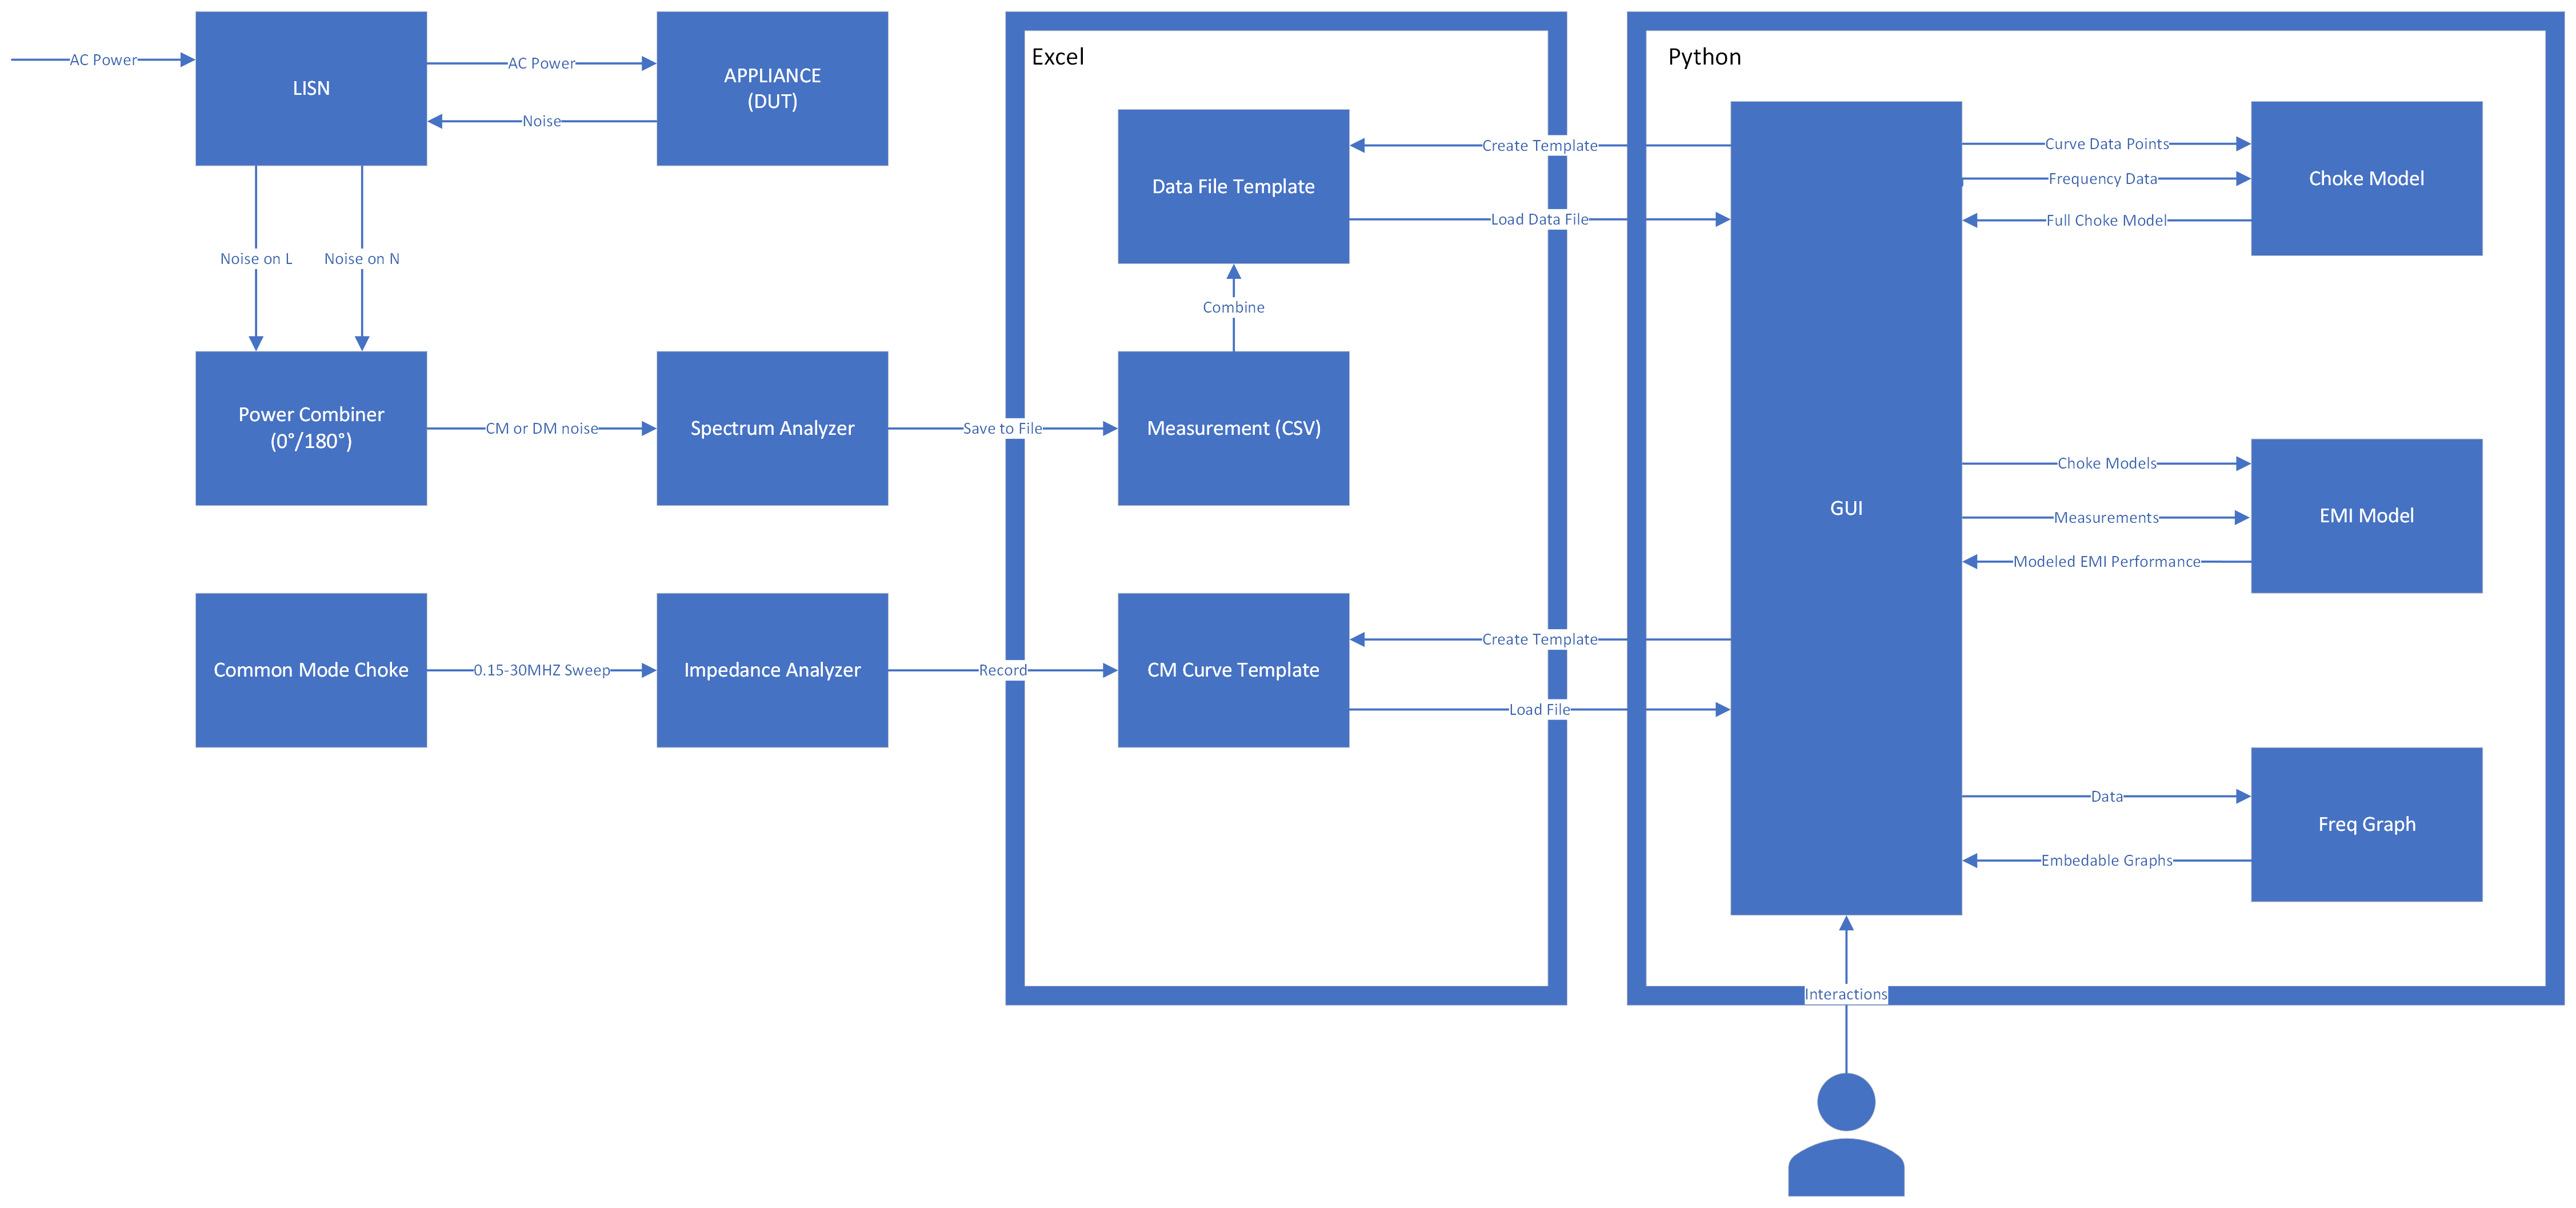 AC Power
LISN
AC Power
Noise
APPLIANCE
(DUT)
Noise on L
Noise on N
Power Combiner
(0°/180°)
CM or DM noise
Spectrum Analyzer
Save to File
Common Mode Choke
0.15-30MHZ Sweep
Impedance Analyzer
Record
Excel
Data File Template
Combine
Measurement (CSV)
CM Curve Template
Create Template
Load Data File
Create Template
Load File
Python
GUI
Curve Data Points
Frequency Data
Full Choke Model
Choke Model
Choke Models
Measurements
Modeled EMI Performance
EMI Model
Data
Embedable Graphs
Freq Graph
Interactions